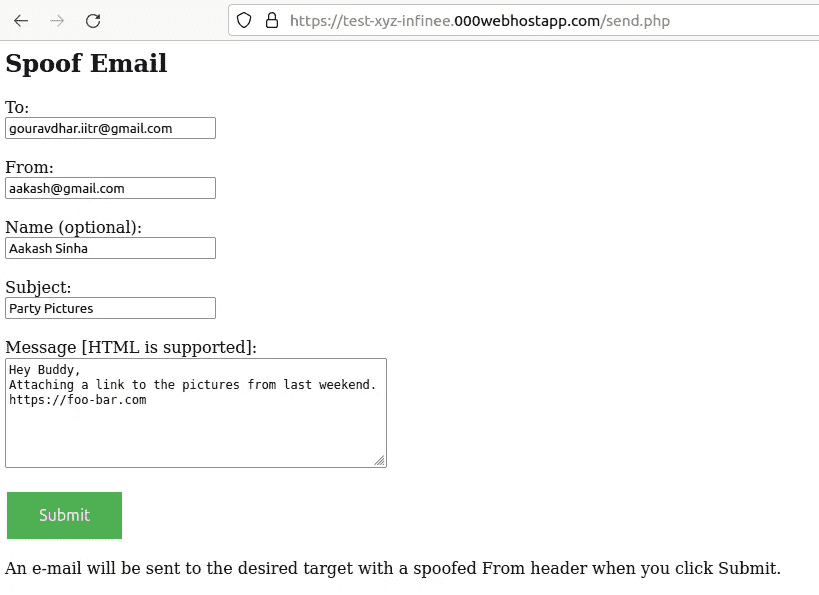 https://test-xyz-infinee.000webhostapp.com/send.php
Spoof Email
To:
gouravdhar.iitr@gmail.com
From:
aakash@gmail.com
Name (optional):
Aakash Sinha
Subject:
Party Pictures
Message [HTML is supported]:
Hey Buddy,
Attaching a link to the pictures from last weekend.
https://foo-bar.com
Submit
An e-mail will be sent to the desired target with a spoofed From header when you click Submit.